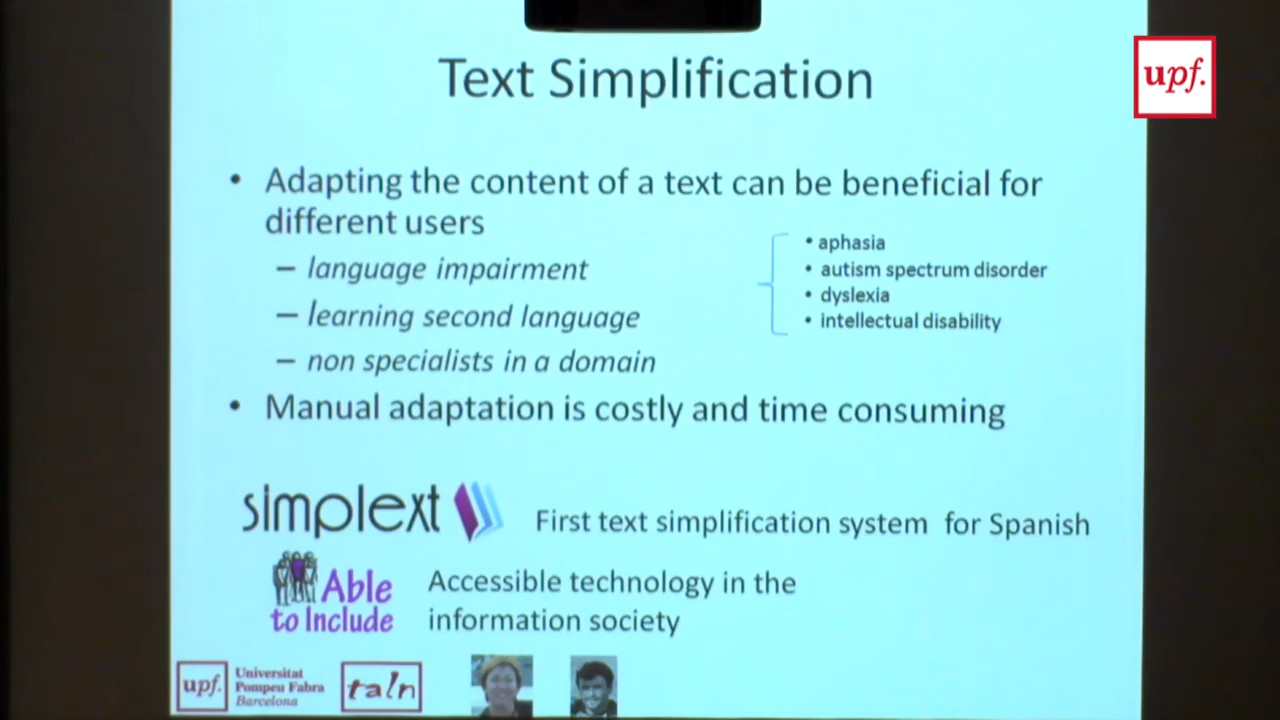 Text Simplification
upf.
• Adapting the content of a text can be beneficial for
different users
– language impairment
– learning second language
– non specialists in a domain
• aphasia
• autism spectrum disorder
• dyslexia
• intellectual disability
• Manual adaptation is costly and time consuming
simplext
First text simplification system for Spanish
Able
to Include
Accessible technology in the
information society
upf.
Universitat
Pompeu Fabra
Barcelona
taln